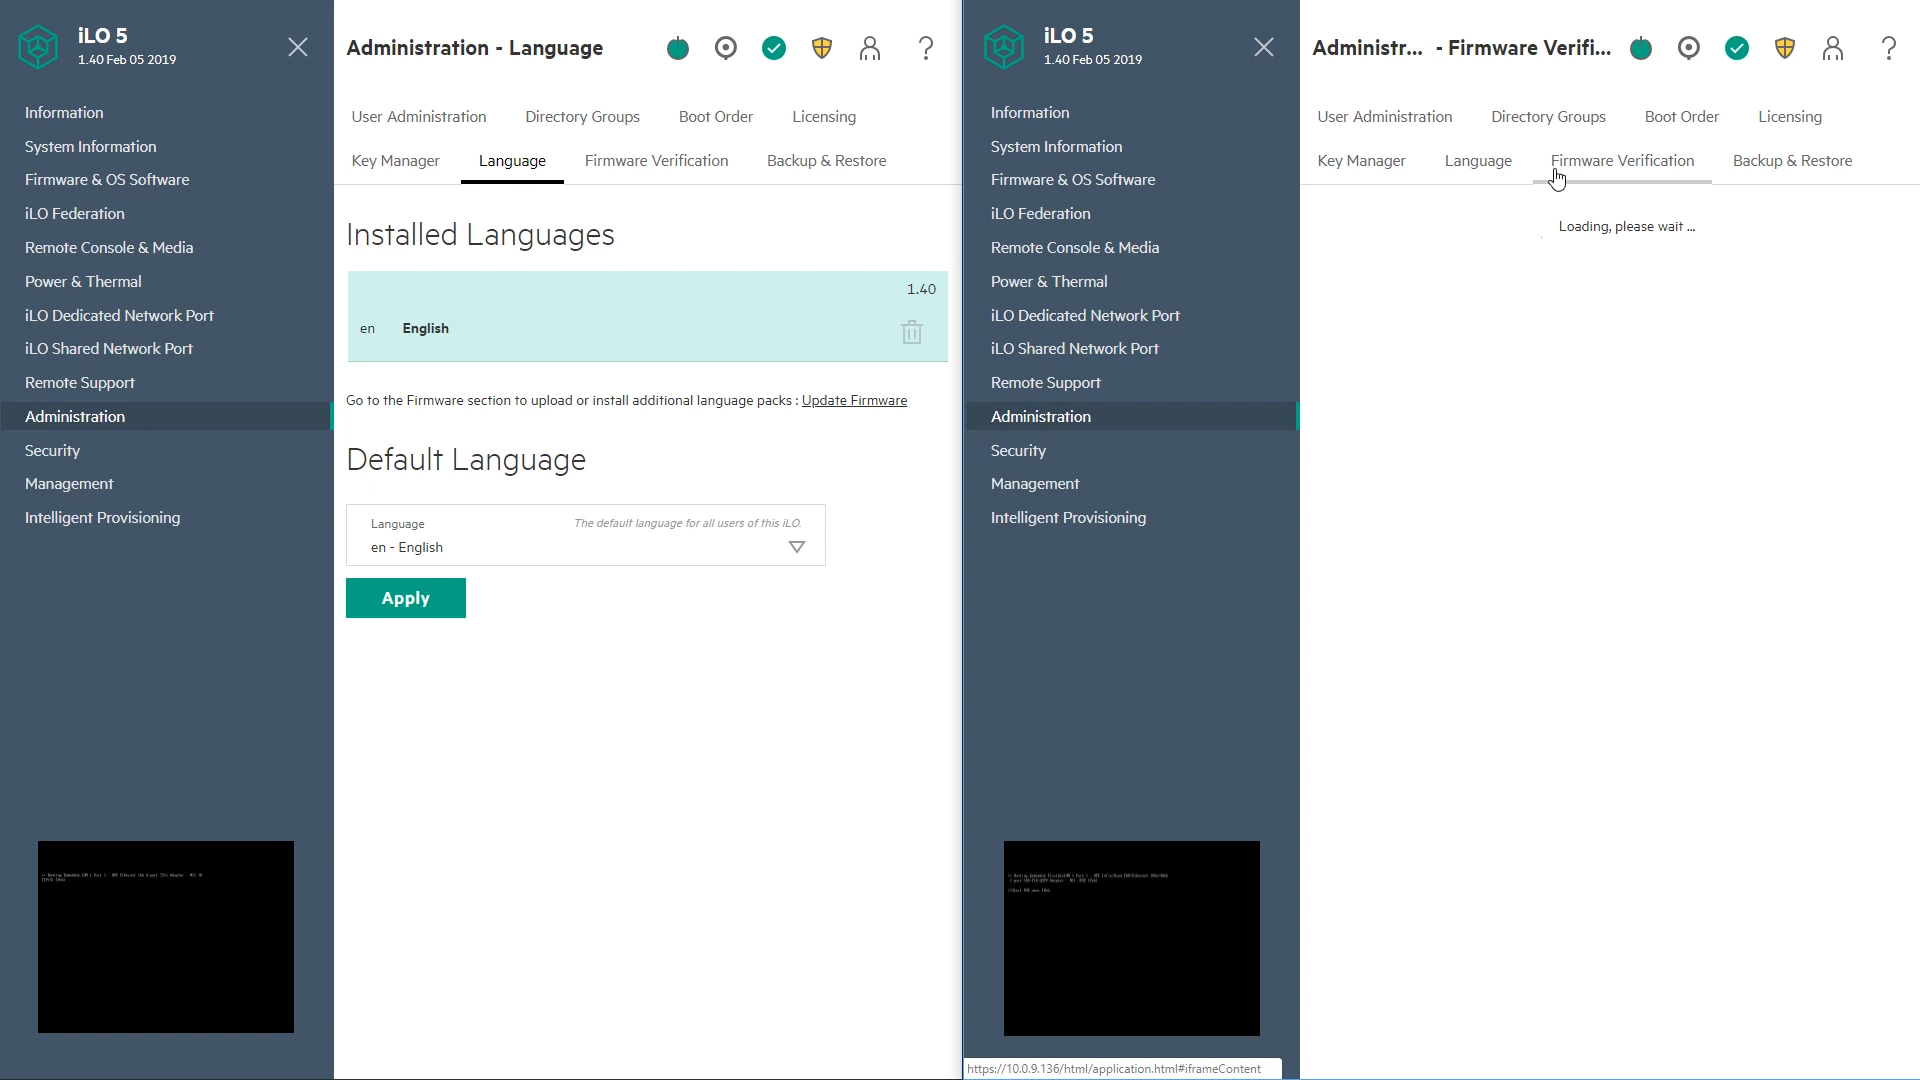 iLO 5
1.40 Feb 05 2019
Information
System Information
Firmware & OS Software
iLO Federation
Remote Console & Media
Power & Thermal
iLO Dedicated Network Port
iLO Shared Network Port
Remote Support
Administration
Security
Management
Intelligent Provisioning
Administration - Language
User Administration Directory Groups Boot Order Licensing
Key Manager Language Firmware Verification Backup & Restore
Installed Languages
1.40
en English
Go to the Firmware section to upload or install additional language packs : Update Firmware
Default Language
Language The default language for all users of this iLO.
en - English
Apply
iLO 5
1.40 Feb 05 2019
Information
System Information
Firmware & OS Software
iLO Federation
Remote Console & Media
Power & Thermal
iLO Dedicated Network Port
iLO Shared Network Port
Remote Support
Administration
Security
Management
Intelligent Provisioning
https://10.0.9.136/html/application.html#iframeContent
Administr... - Firmware Verifi...
User Administration Directory Groups Boot Order Licensing
Key Manager Language Firmware Verification Backup & Restore
Loading, please wait ...